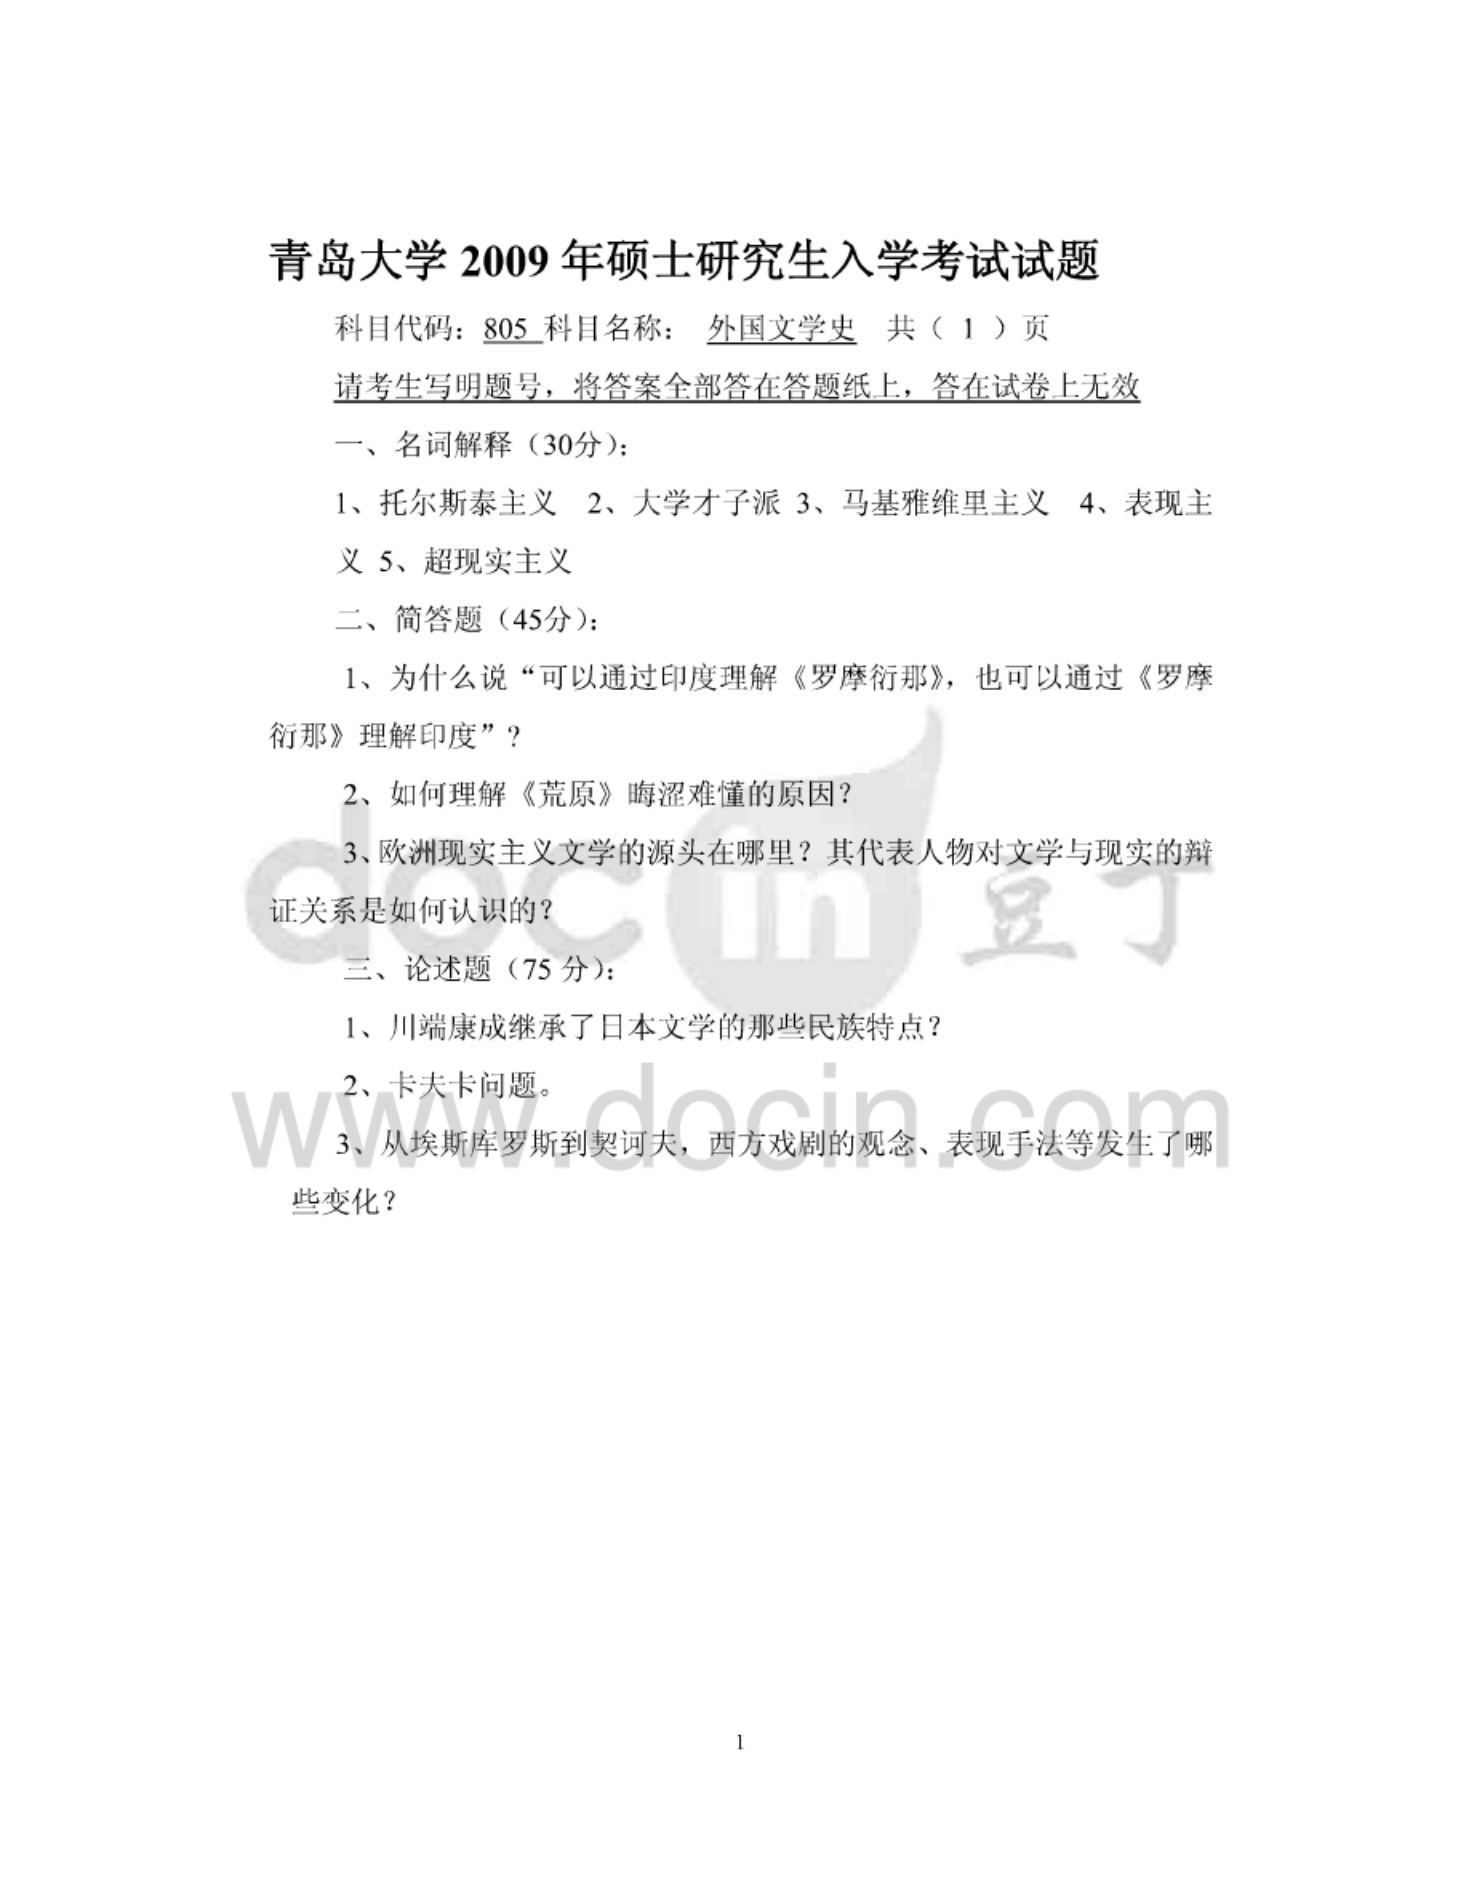 青岛大学 2009 年硕士研究生入学考试试题
科目代码：805 科目名称： 外国文学史 共（ 1 ）页
请考生写明题号，将答案全部答在答题纸上，答在试卷上无效
一、名词解释（30分）：
1、托尔斯泰主义 2、大学才子派 3、马基雅维里主义 4、表现主
义 5、超现实主义
二、简答题（45分）：
1、为什么说“可以通过印度理解《罗摩衍那》，也可以通过《罗摩
衍那》理解印度”?
2、如何理解《荒原》晦涩难懂的原因？
3、欧洲现实主义文学的源头在哪里？其代表人物对文学与现实的辩
证关系是如何认识的？
三、论述题（75 分）：
1、川端康成继承了日本文学的那些民族特点？
2、卡夫卡问题。
3、从埃斯库罗斯到契诃夫，西方戏剧的观念、表现手法等发生了哪
些变化？
docin 豆丁
www.docin.com
1